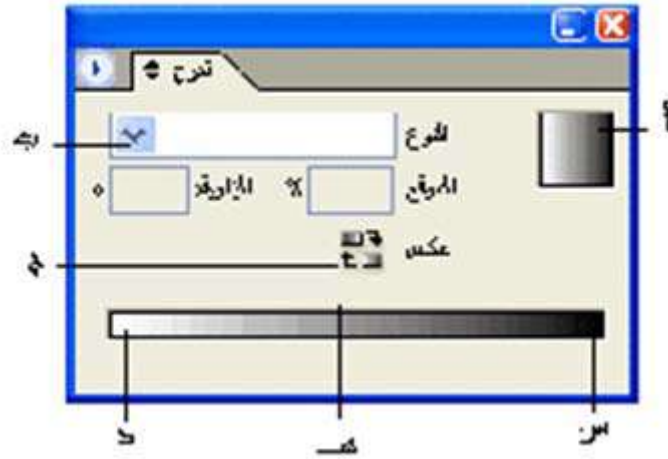 تدرج
النوع
الموقع % الزاوية °
عكس
د هـ س